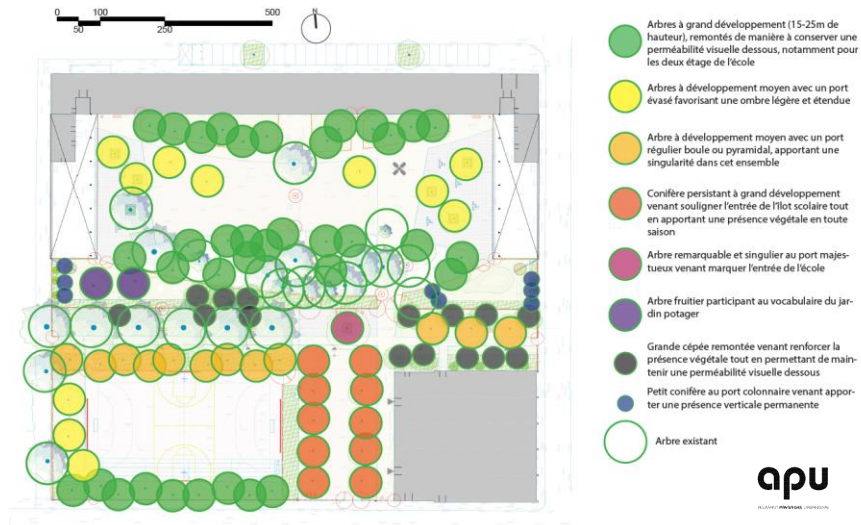 0 100 500
50 250
N
Arbres à grand développement (15-25m de
hauteur), remontés de manière à conserver une
perméabilité visuelle dessous, notamment pour
les deux étage de l'école
Arbres à développement moyen avec un port
évasé favorisant une ombre légère et étendue
Arbre à développement moyen avec un port
régulier boule ou pyramidal, apportant une
singularité dans cet ensemble
Conifère persistant à grand développement
venant souligner l'entrée de l'îlot scolaire tout
en apportant une présence végétale en toute
saison
Arbre remarquable et singulier au port majes-
tueux venant marquer l'entrée de l'école
Arbre fruitier participant au vocabulaire du jar-
din potager
Grande cépée remontée venant renforcer la
présence végétale tout en permettant de main-
tenir une perméabilité visuelle dessous
Petit conifère au port colonnaire venant appor-
ter une présence verticale permanente
Arbre existant
apu